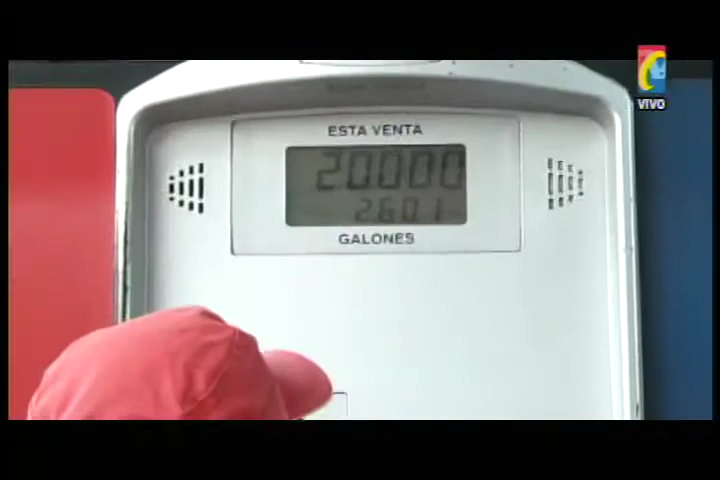 VIVO
ESTA VENTA
20.000
2.601
GALONES